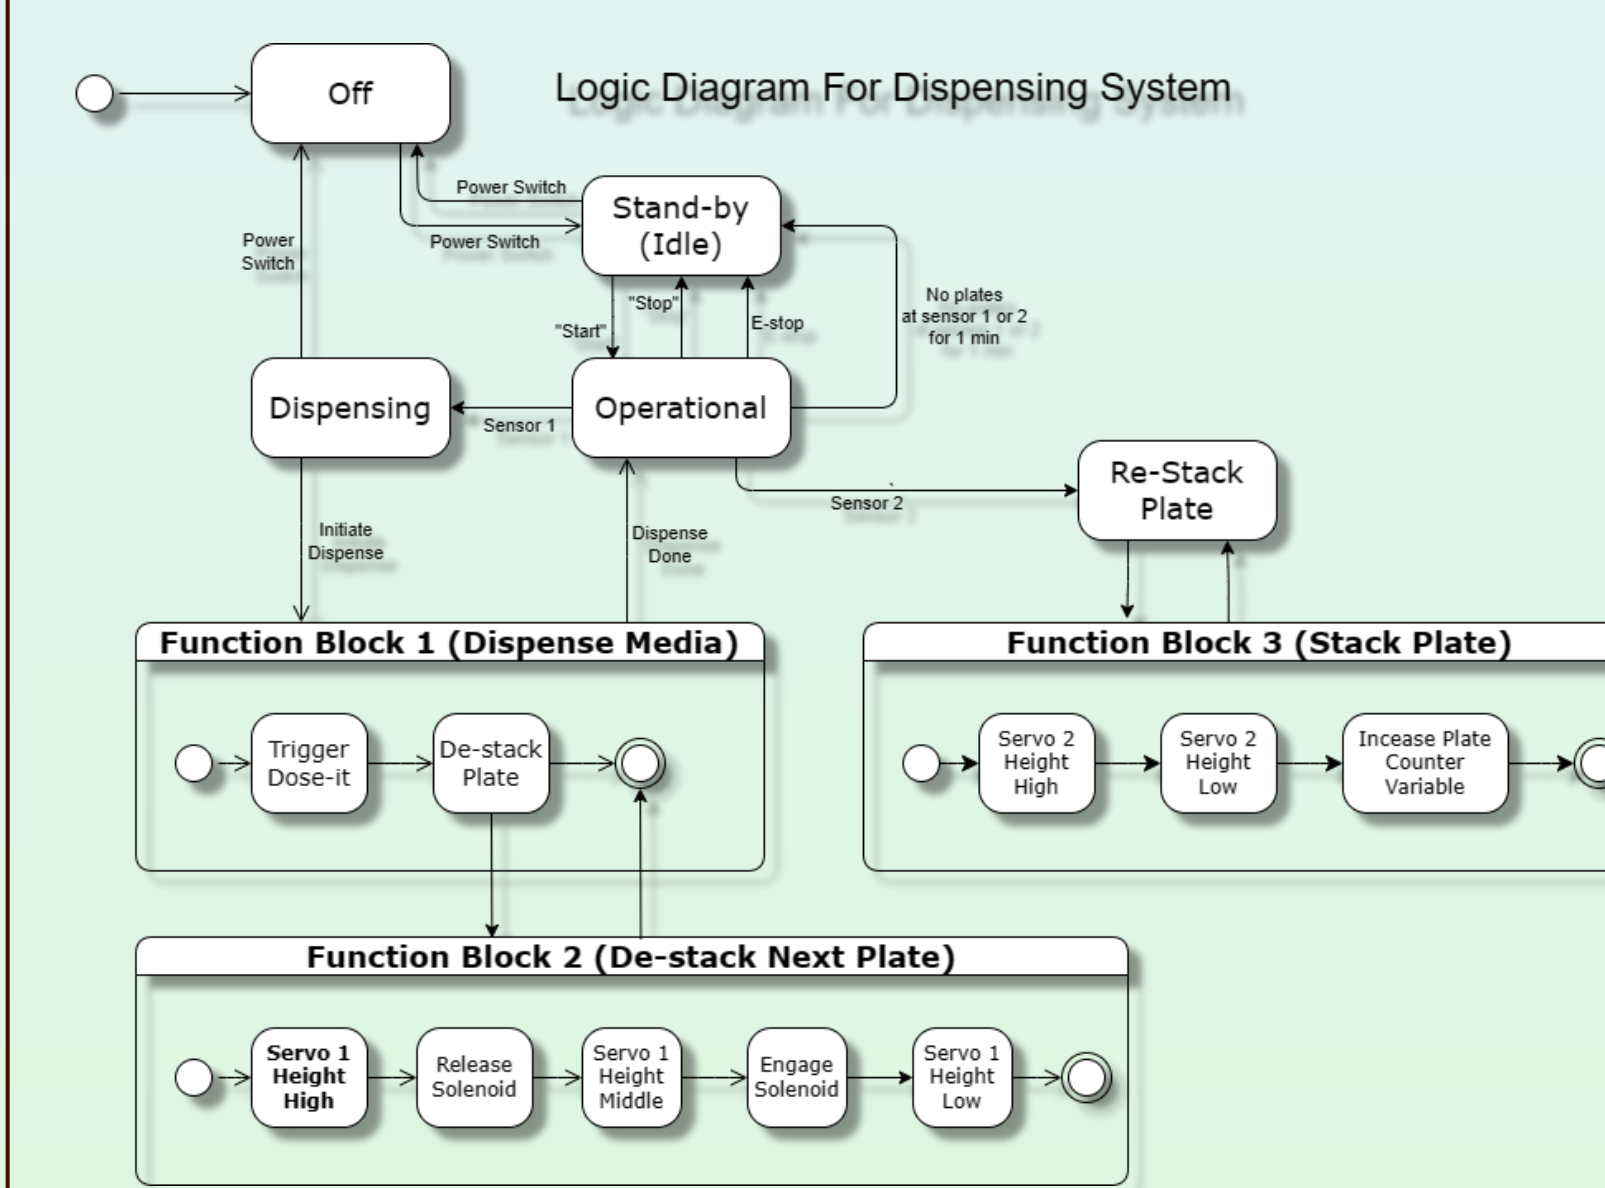 Off
Logic Diagram For Dispensing System
Power Switch
Stand-by
(Idle)
Power Switch
Power
Switch
"Stop"
"Start"
E-stop
No plates
at sensor 1 or 2
for 1 min
Dispensing
Sensor 1
Operational
Sensor 2
Re-Stack
Plate
Initiate
Dispense
Dispense
Done
Function Block 1 (Dispense Media)
Trigger
Dose-it
De-stack
Plate
Function Block 3 (Stack Plate)
Servo 2
Height
High
Servo 2
Height
Low
Incease Plate
Counter
Variable
Function Block 2 (De-stack Next Plate)
Servo 1
Height
High
Release
Solenoid
Servo 1
Height
Middle
Engage
Solenoid
Servo 1
Height
Low